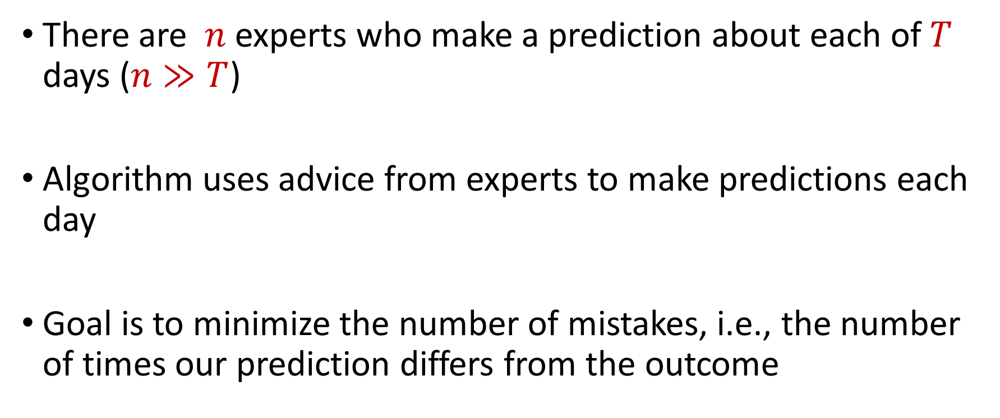 • There are n experts who make a prediction about each of T
days (n ≫ T)
• Algorithm uses advice from experts to make predictions each
day
• Goal is to minimize the number of mistakes, i.e., the number
of times our prediction differs from the outcome